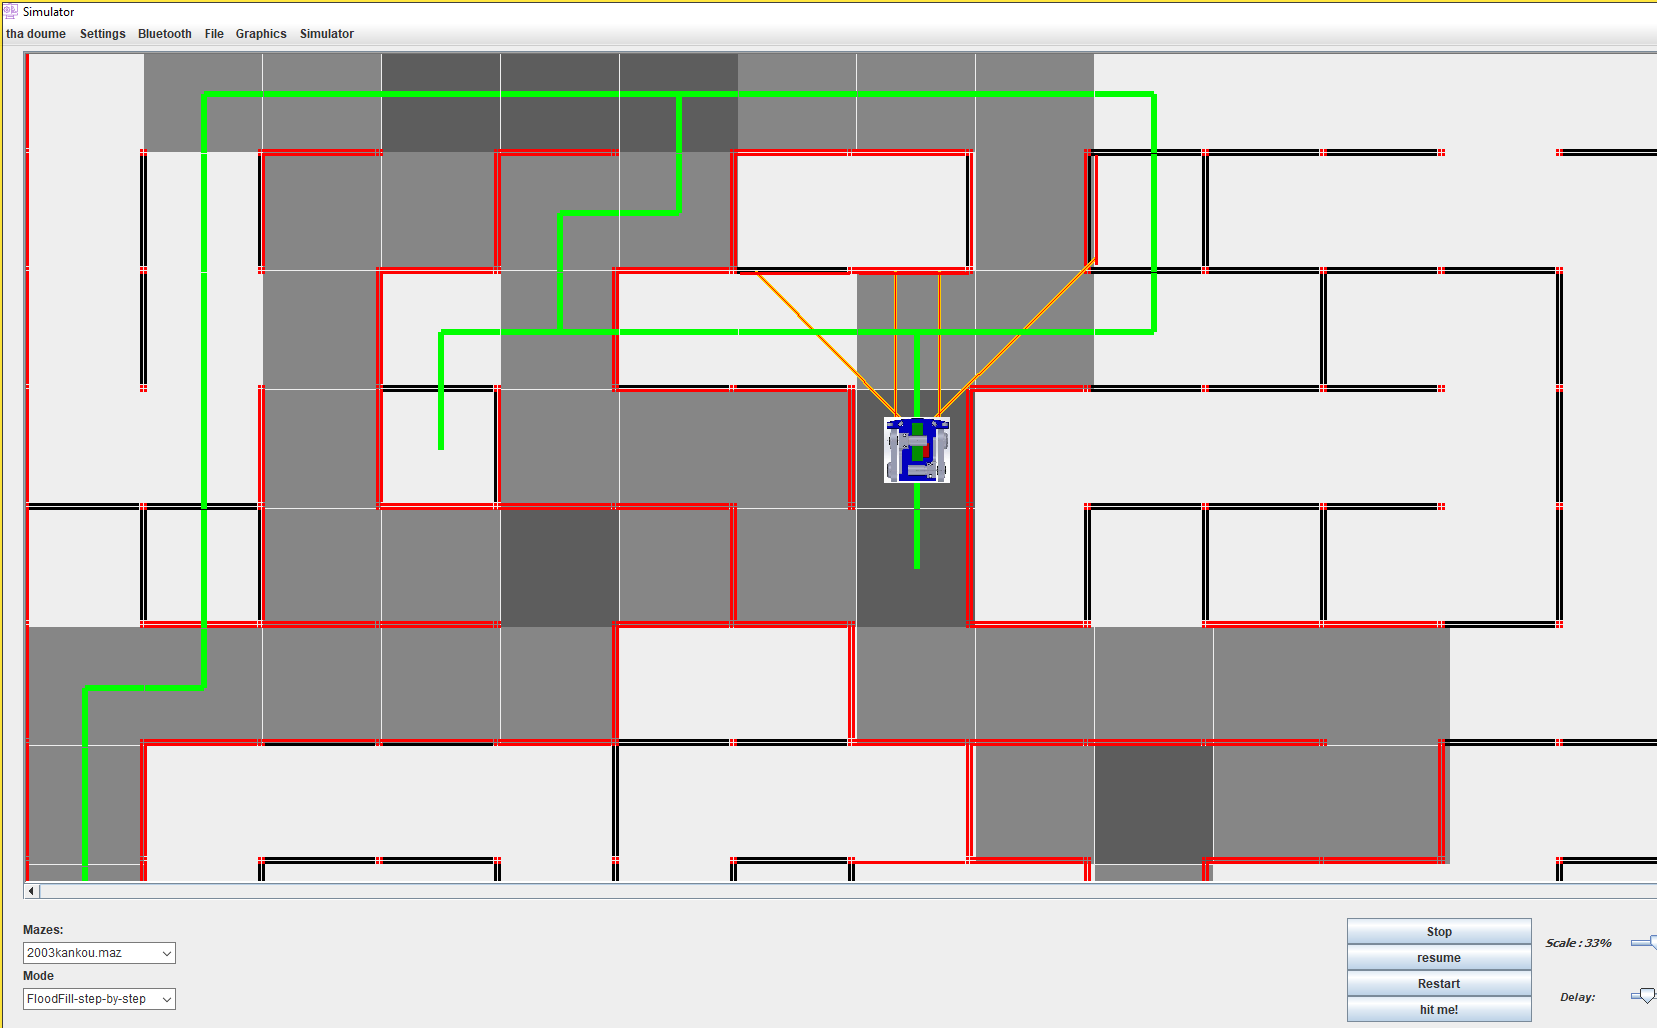 Simulator
tha doume Settings Bluetooth File Graphics Simulator
Mazes:
2003kankou.maz
Mode
FloodFill-step-by-step
Stop
resume
Restart
hit me!
Scale : 33%
Delay: